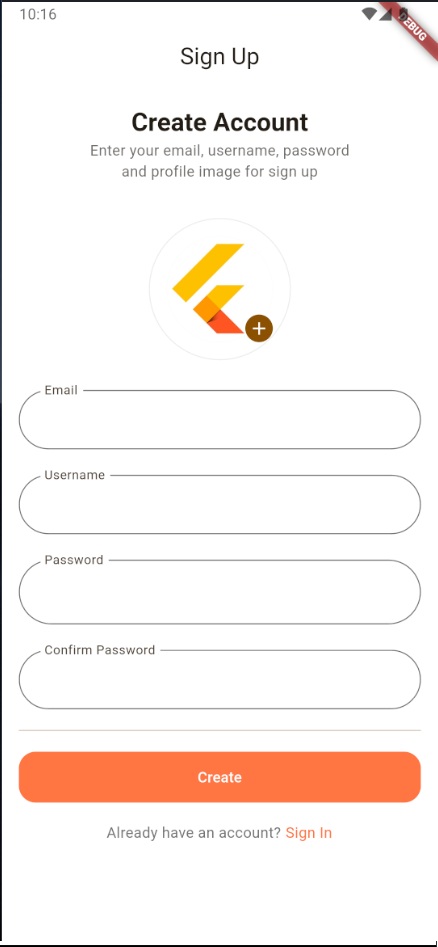 10:16
DEBUG
Sign Up
Create Account
Enter your email, username, password
and profile image for sign up
Email
Username
Password
Confirm Password
Create
Already have an account? Sign In